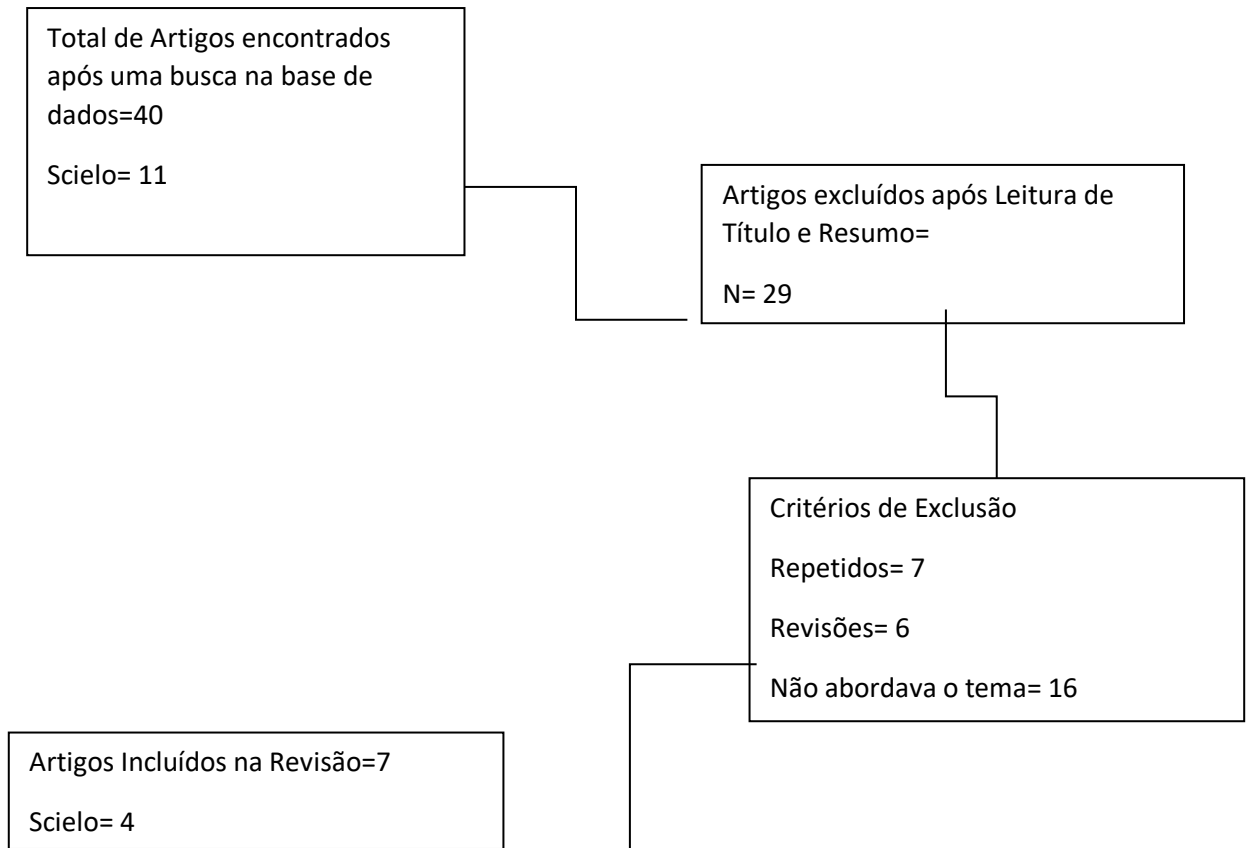 Total de Artigos encontrados
após uma busca na base de
dados=40
Scielo= 11
Artigos excluídos após Leitura de
Título e Resumo=
N= 29
Critérios de Exclusão
Repetidos= 7
Revisões= 6
Não abordava o tema= 16
Artigos Incluídos na Revisão=7
Scielo= 4